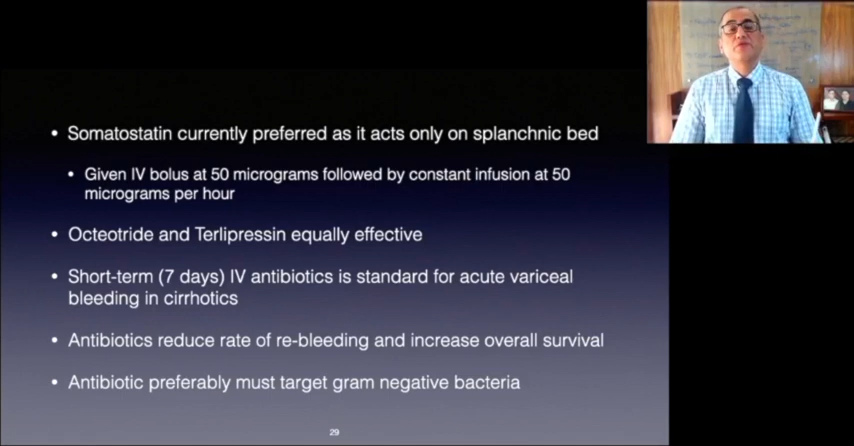 • Somatostatin currently preferred as it acts only on splanchnic bed
• Given IV bolus at 50 micrograms followed by constant infusion at 50
micrograms per hour
• Octeotride and Terlipressin equally effective
• Short-term (7 days) IV antibiotics is standard for acute variceal
bleeding in cirrhotics
• Antibiotics reduce rate of re-bleeding and increase overall survival
• Antibiotic preferably must target gram negative bacteria
29